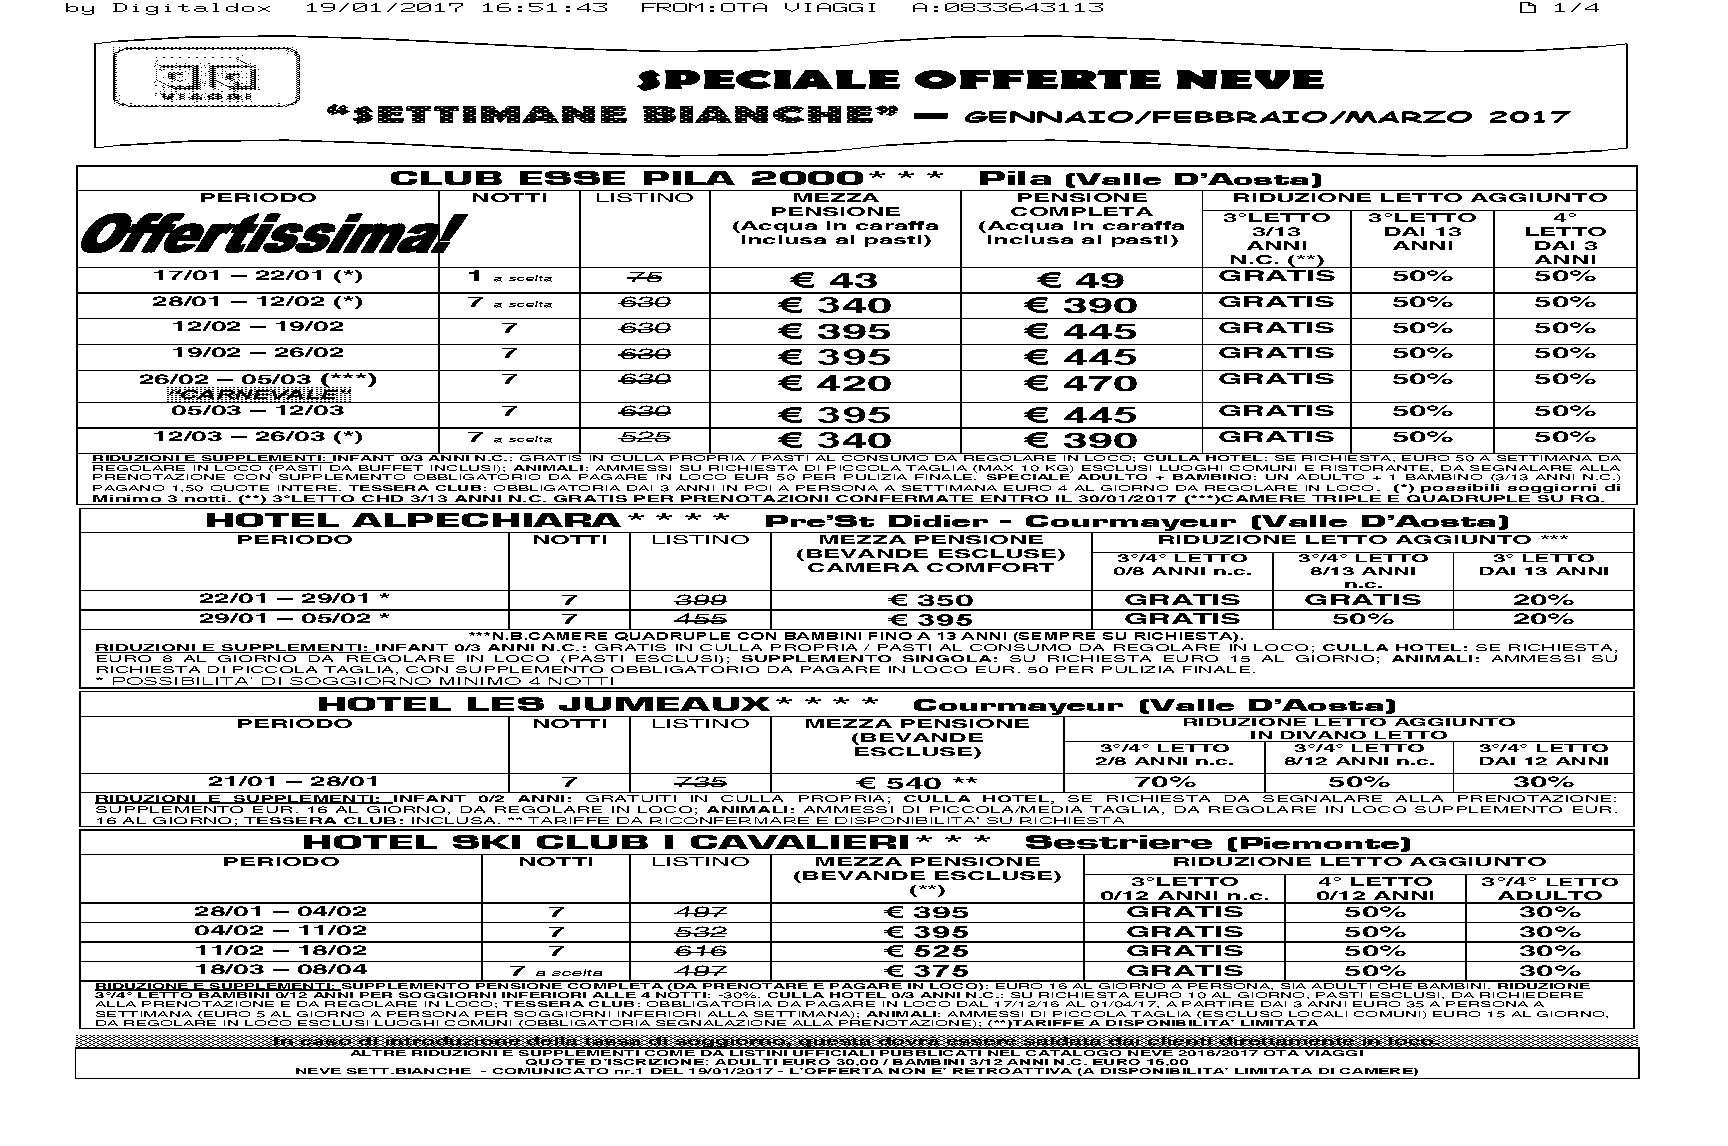 by Digitaldox 19/01/2017 16:51:43 FROM:OTA VIAGGI A:0833643113 1/4
VIAGGI
SPECIALE OFFERTE NEVE
“SETTIMANE BIANCHE” — GENNAIO/FEBBRAIO/MARZO 2017
CLUB ESSE PILA 2000*** Pila (Valle D'Aosta)
PERIODO NOTTI LISTINO MEZZA PENSIONE (Acqua in caraffa inclusa ai pasti) PENSIONE COMPLETA (Acqua in caraffa inclusa ai pasti) RIDUZIONE LETTO AGGIUNTO
Offertissima! 3°LETTO 3/13 ANNI N.C. (**) 3°LETTO DAI 13 ANNI 4° LETTO DAI 3 ANNI
17/01 – 22/01 (*) 1 a scelta 75 € 43 € 49 GRATIS 50% 50%
28/01 – 12/02 (*) 7 a scelta 630 € 340 € 390 GRATIS 50% 50%
12/02 – 19/02 7 630 € 395 € 445 GRATIS 50% 50%
19/02 – 26/02 7 630 € 395 € 445 GRATIS 50% 50%
26/02 – 05/03 (***) 7 630 € 420 € 470 GRATIS 50% 50%
"CARNEVALE"
05/03 – 12/03 7 630 € 395 € 445 GRATIS 50% 50%
12/03 – 26/03 (*) 7 a scelta 525 € 340 € 390 GRATIS 50% 50%
RIDUZIONI E SUPPLEMENTI: INFANT 0/3 ANNI N.C.: GRATIS IN CULLA PROPRIA / PASTI AL CONSUMO DA REGOLARE IN LOCO; CULLA HOTEL: SE RICHIESTA, EURO 50 A SETTIMANA DA
REGOLARE IN LOCO (PASTI DA BUFFET INCLUSI); ANIMALI: AMMESSI SU RICHIESTA DI PICCOLA TAGLIA (MAX 10 KG) ESCLUSI LUOGHI COMUNI E RISTORANTE, DA SEGNALARE ALLA
PRENOTAZIONE CON SUPPLEMENTO OBBLIGATORIO DA PAGARE IN LOCO EUR 50 PER PULIZIA FINALE. SPECIALE ADULTO + BAMBINO: UN ADULTO + 1 BAMBINO (3/13 ANNI N.C.)
PAGANO 1,50 QUOTE INTERE. TESSERA CLUB: OBBLIGATORIA DAI 3 ANNI IN POI A PERSONA A SETTIMANA EURO 4 AL GIORNO DA REGOLARE IN LOCO. (*) possibili soggiorni di
Minimo 3 notti. (**) 3°LETTO CHD 3/13 ANNI N.C. GRATIS PER PRENOTAZIONI CONFERMATE ENTRO IL 30/01/2017 (***)CAMERE TRIPLE E QUADRUPLE SU RQ.
HOTEL ALPECHIARA**** Pre'St Didier - Courmayeur (Valle D'Aosta)
PERIODO NOTTI LISTINO MEZZA PENSIONE (BEVANDE ESCLUSE) CAMERA COMFORT RIDUZIONE LETTO AGGIUNTO ***
3°/4° LETTO 0/8 ANNI n.c. 3°/4° LETTO 8/13 ANNI n.c. 3° LETTO DAI 13 ANNI
22/01 – 29/01 * 7 399 € 350 GRATIS GRATIS 20%
29/01 – 05/02 * 7 455 € 395 GRATIS 50% 20%
***N.B.CAMERE QUADRUPLE CON BAMBINI FINO A 13 ANNI (SEMPRE SU RICHIESTA).
RIDUZIONI E SUPPLEMENTI: INFANT 0/3 ANNI N.C.: GRATIS IN CULLA PROPRIA / PASTI AL CONSUMO DA REGOLARE IN LOCO; CULLA HOTEL: SE RICHIESTA,
EURO 8 AL GIORNO DA REGOLARE IN LOCO (PASTI ESCLUSI); SUPPLEMENTO SINGOLA: SU RICHIESTA EURO 15 AL GIORNO; ANIMALI: AMMESSI SU
RICHIESTA DI PICCOLA TAGLIA, CON SUPPLEMENTO OBBLIGATORIO DA PAGARE IN LOCO EUR. 50 PER PULIZIA FINALE.
* POSSIBILITA' DI SOGGIORNO MINIMO 4 NOTTI
HOTEL LES JUMEAUX**** Courmayeur (Valle D'Aosta)
PERIODO NOTTI LISTINO MEZZA PENSIONE (BEVANDE ESCLUSE) RIDUZIONE LETTO AGGIUNTO IN DIVANO LETTO
3°/4° LETTO 2/8 ANNI n.c. 3°/4° LETTO 8/12 ANNI n.c. 3°/4° LETTO DAI 12 ANNI
21/01 – 28/01 7 735 € 540 ** 70% 50% 30%
RIDUZIONI E SUPPLEMENTI: INFANT 0/2 ANNI: GRATUITI IN CULLA PROPRIA; CULLA HOTEL, SE RICHIESTA DA SEGNALARE ALLA PRENOTAZIONE:
SUPPLEMENTO EUR. 16 AL GIORNO, DA REGOLARE IN LOCO; ANIMALI: AMMESSI DI PICCOLA/MEDIA TAGLIA, DA REGOLARE IN LOCO SUPPLEMENTO EUR.
16 AL GIORNO; TESSERA CLUB: INCLUSA. ** TARIFFE DA RICONFERMARE E DISPONIBILITA' SU RICHIESTA
HOTEL SKI CLUB I CAVALIERI*** Sestriere (Piemonte)
PERIODO NOTTI LISTINO MEZZA PENSIONE (BEVANDE ESCLUSE) (**) RIDUZIONE LETTO AGGIUNTO
3°LETTO 0/12 ANNI n.c. 4° LETTO 0/12 ANNI 3°/4° LETTO ADULTO
28/01 – 04/02 7 497 € 395 GRATIS 50% 30%
04/02 – 11/02 7 532 € 395 GRATIS 50% 30%
11/02 – 18/02 7 616 € 525 GRATIS 50% 30%
18/03 – 08/04 7 a scelta 497 € 375 GRATIS 50% 30%
RIDUZIONE E SUPPLEMENTI: SUPPLEMENTO PENSIONE COMPLETA (DA PRENOTARE E PAGARE IN LOCO): EURO 16 AL GIORNO A PERSONA, SIA ADULTI CHE BAMBINI. RIDUZIONE
3°/4° LETTO BAMBINI 0/12 ANNI PER SOGGIORNI INFERIORI ALLE 4 NOTTI: -30%. CULLA HOTEL 0/3 ANNI N.C.: SU RICHIESTA EURO 10 AL GIORNO, PASTI ESCLUSI, DA RICHIEDERE
ALLA PRENOTAZIONE E DA REGOLARE IN LOCO; TESSERA CLUB: OBBLIGATORIA DA PAGARE IN LOCO DAL 17/12/16 AL 01/04/17, A PARTIRE DAI 3 ANNI EURO 35 A PERSONA A
SETTIMANA (EURO 5 AL GIORNO A PERSONA PER SOGGIORNI INFERIORI ALLA SETTIMANA); ANIMALI: AMMESSI DI PICCOLA TAGLIA (ESCLUSO LOCALI COMUNI) EURO 15 AL GIORNO,
DA REGOLARE IN LOCO ESCLUSI LUOGHI COMUNI (OBBLIGATORIA SEGNALAZIONE ALLA PRENOTAZIONE); (**)TARIFFE A DISPONIBILITA' LIMITATA
In caso di introduzione della tassa di soggiorno, questa dovrà essere saldata dai clienti direttamente in loco.
ALTRE RIDUZIONI E SUPPLEMENTI COME DA LISTINI UFFICIALI PUBBLICATI NEL CATALOGO NEVE 2016/2017 OTA VIAGGI
QUOTE D'ISCRIZIONE: ADULTI EURO 30,00 / BAMBINI 3/12 ANNI N.C. EURO 15,00
NEVE SETT.BIANCHE - COMUNICATO nr.1 DEL 19/01/2017 - L'OFFERTA NON E' RETROATTIVA (A DISPONIBILITA' LIMITATA DI CAMERE)